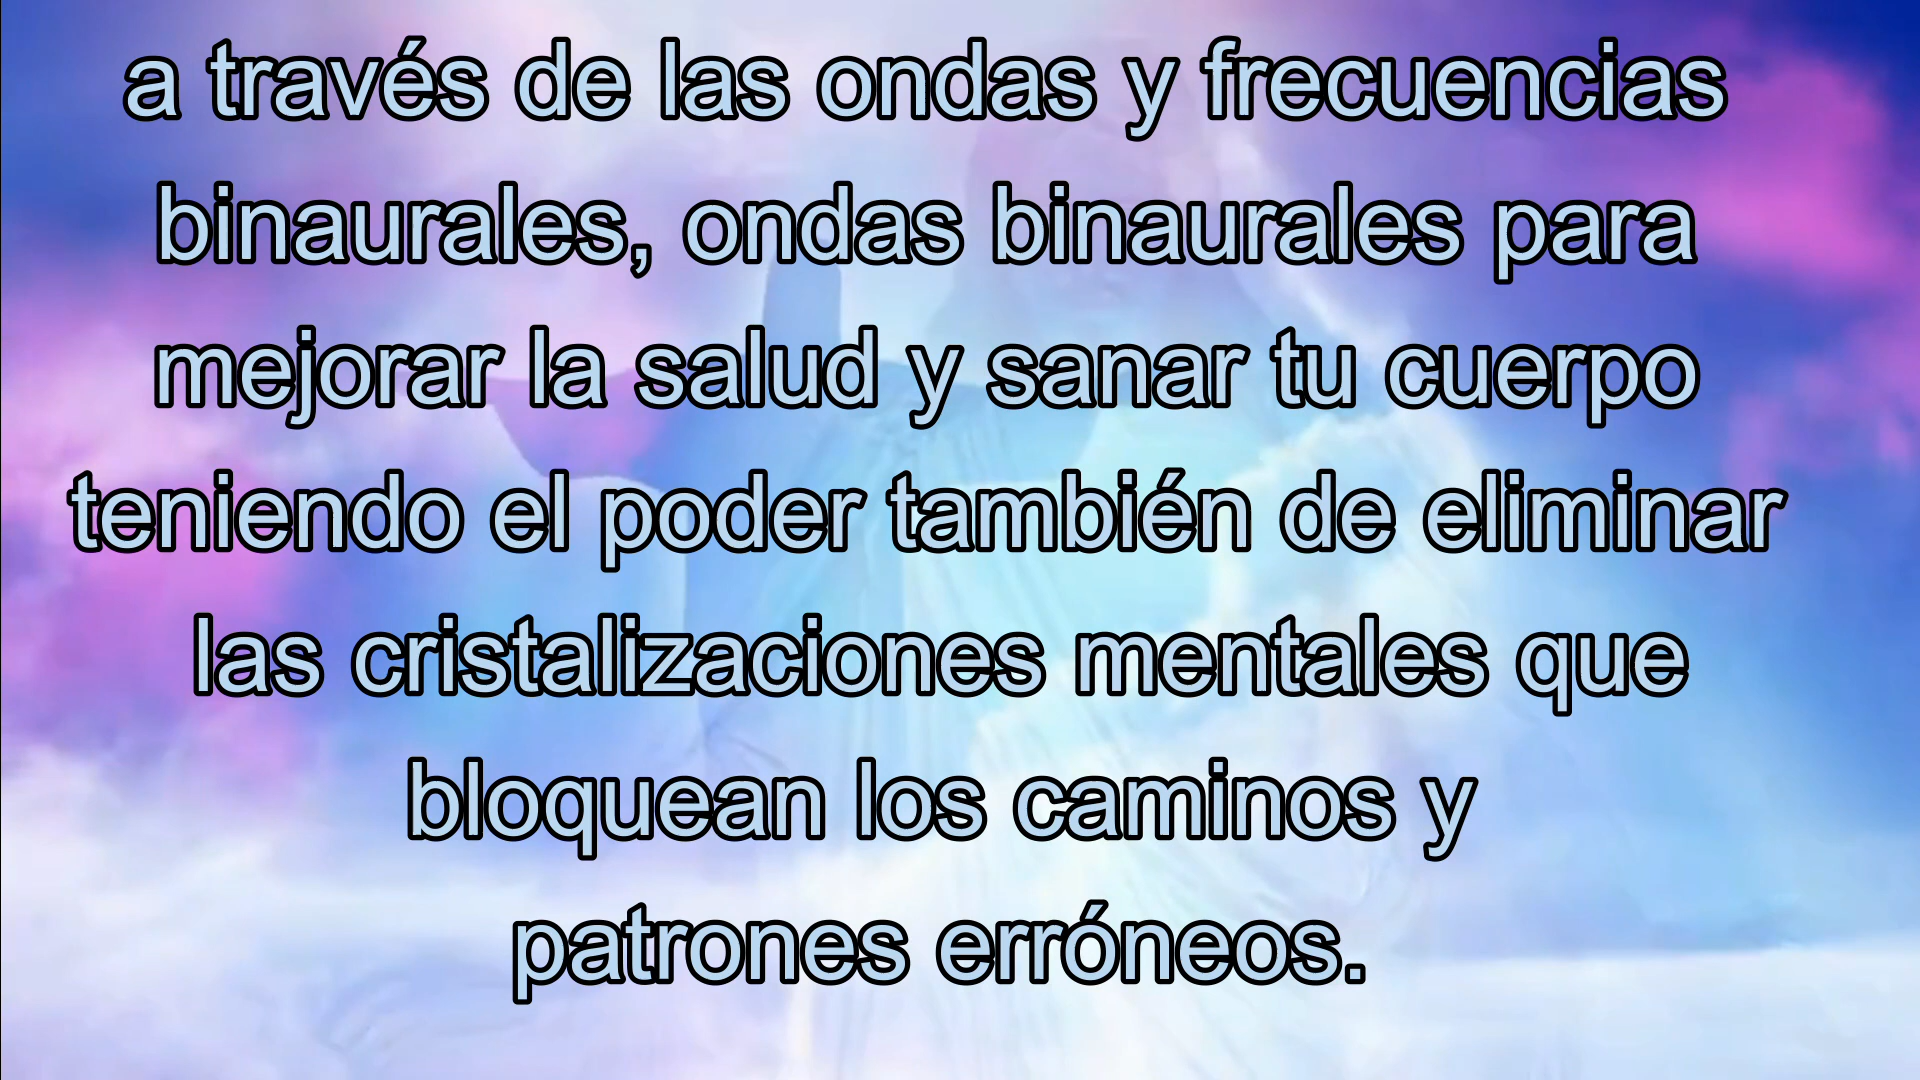 a través de las ondas y frecuencias
binaurales, ondas binaurales para
mejorar la salud y sanar tu cuerpo
teniendo el poder también de eliminar
las cristalizaciones mentales que
bloquean los caminos y
patrones erróneos.